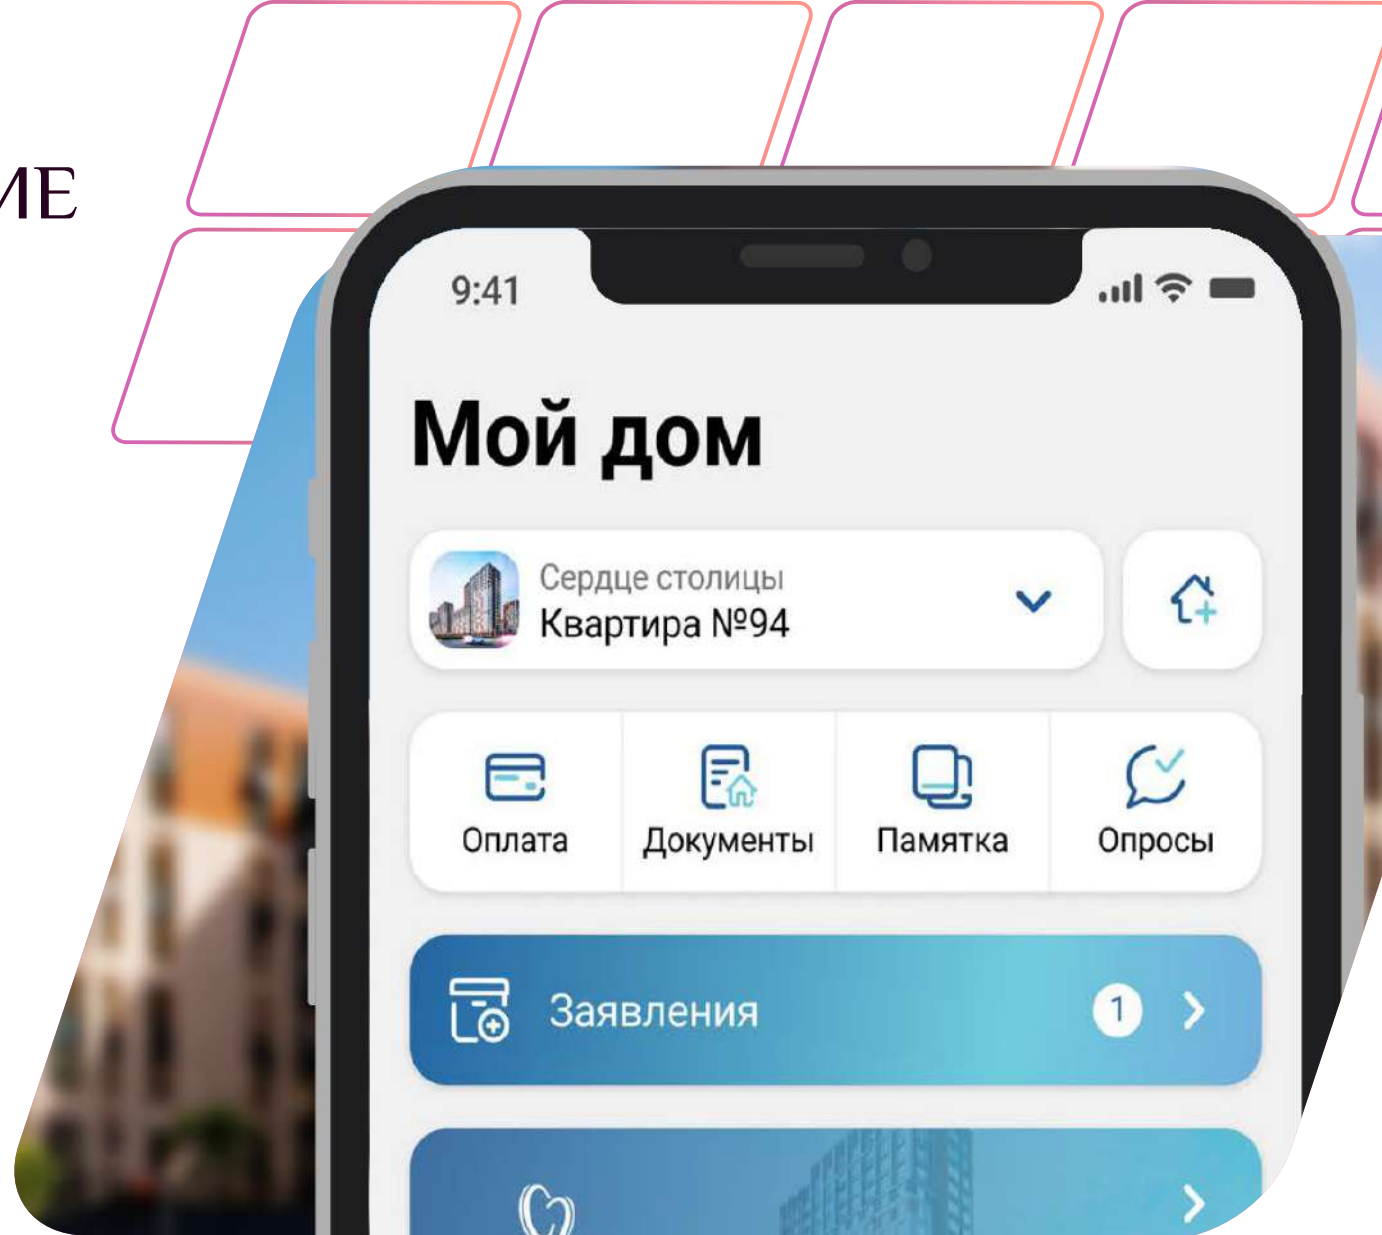 ИЕ
9:41
Мой дом
Сердце столицы
Квартира №94
Оплата
Документы
Памятка
Опросы
Заявления
1